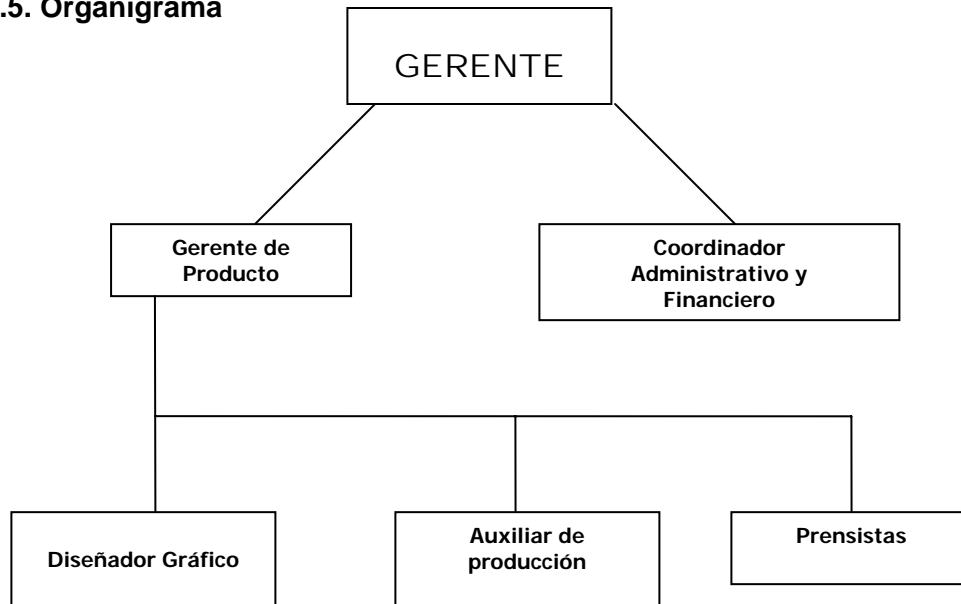 .5. Organigrama
GERENTE
Gerente de
Producto
Coordinador
Administrativo y
Financiero
Diseñador Gráfico
Auxiliar de
producción
Prensistas